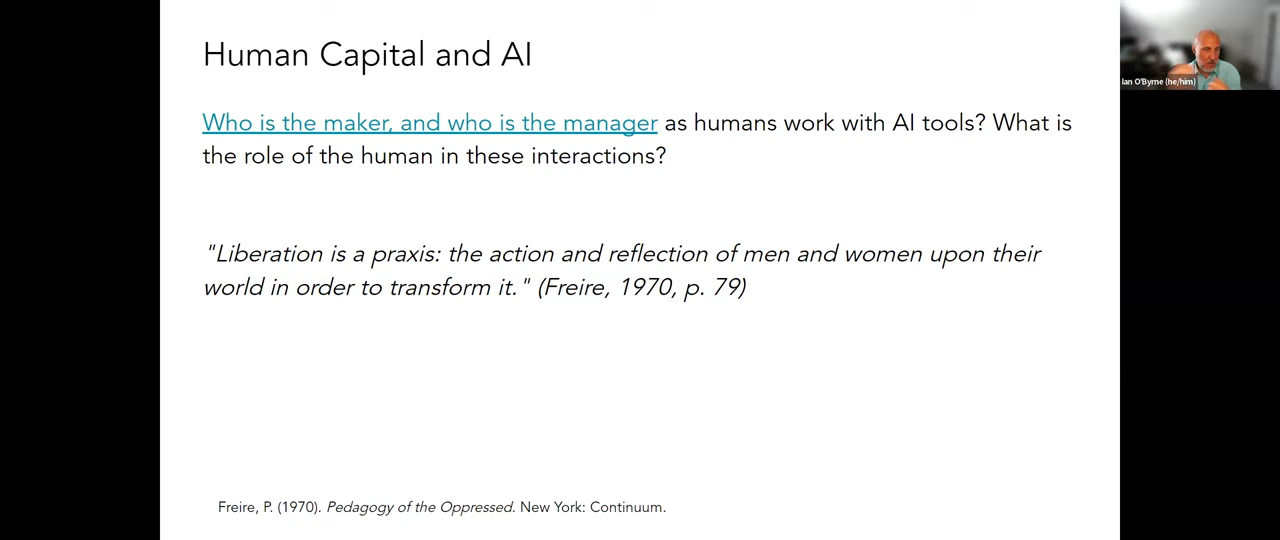 Human Capital and AI
Ian O'Byrne (he/him)
Who is the maker, and who is the manager as humans work with AI tools? What is
the role of the human in these interactions?
"Liberation is a praxis: the action and reflection of men and women upon their
world in order to transform it." (Freire, 1970, p. 79)
Freire, P. (1970). Pedagogy of the Oppressed. New York: Continuum.